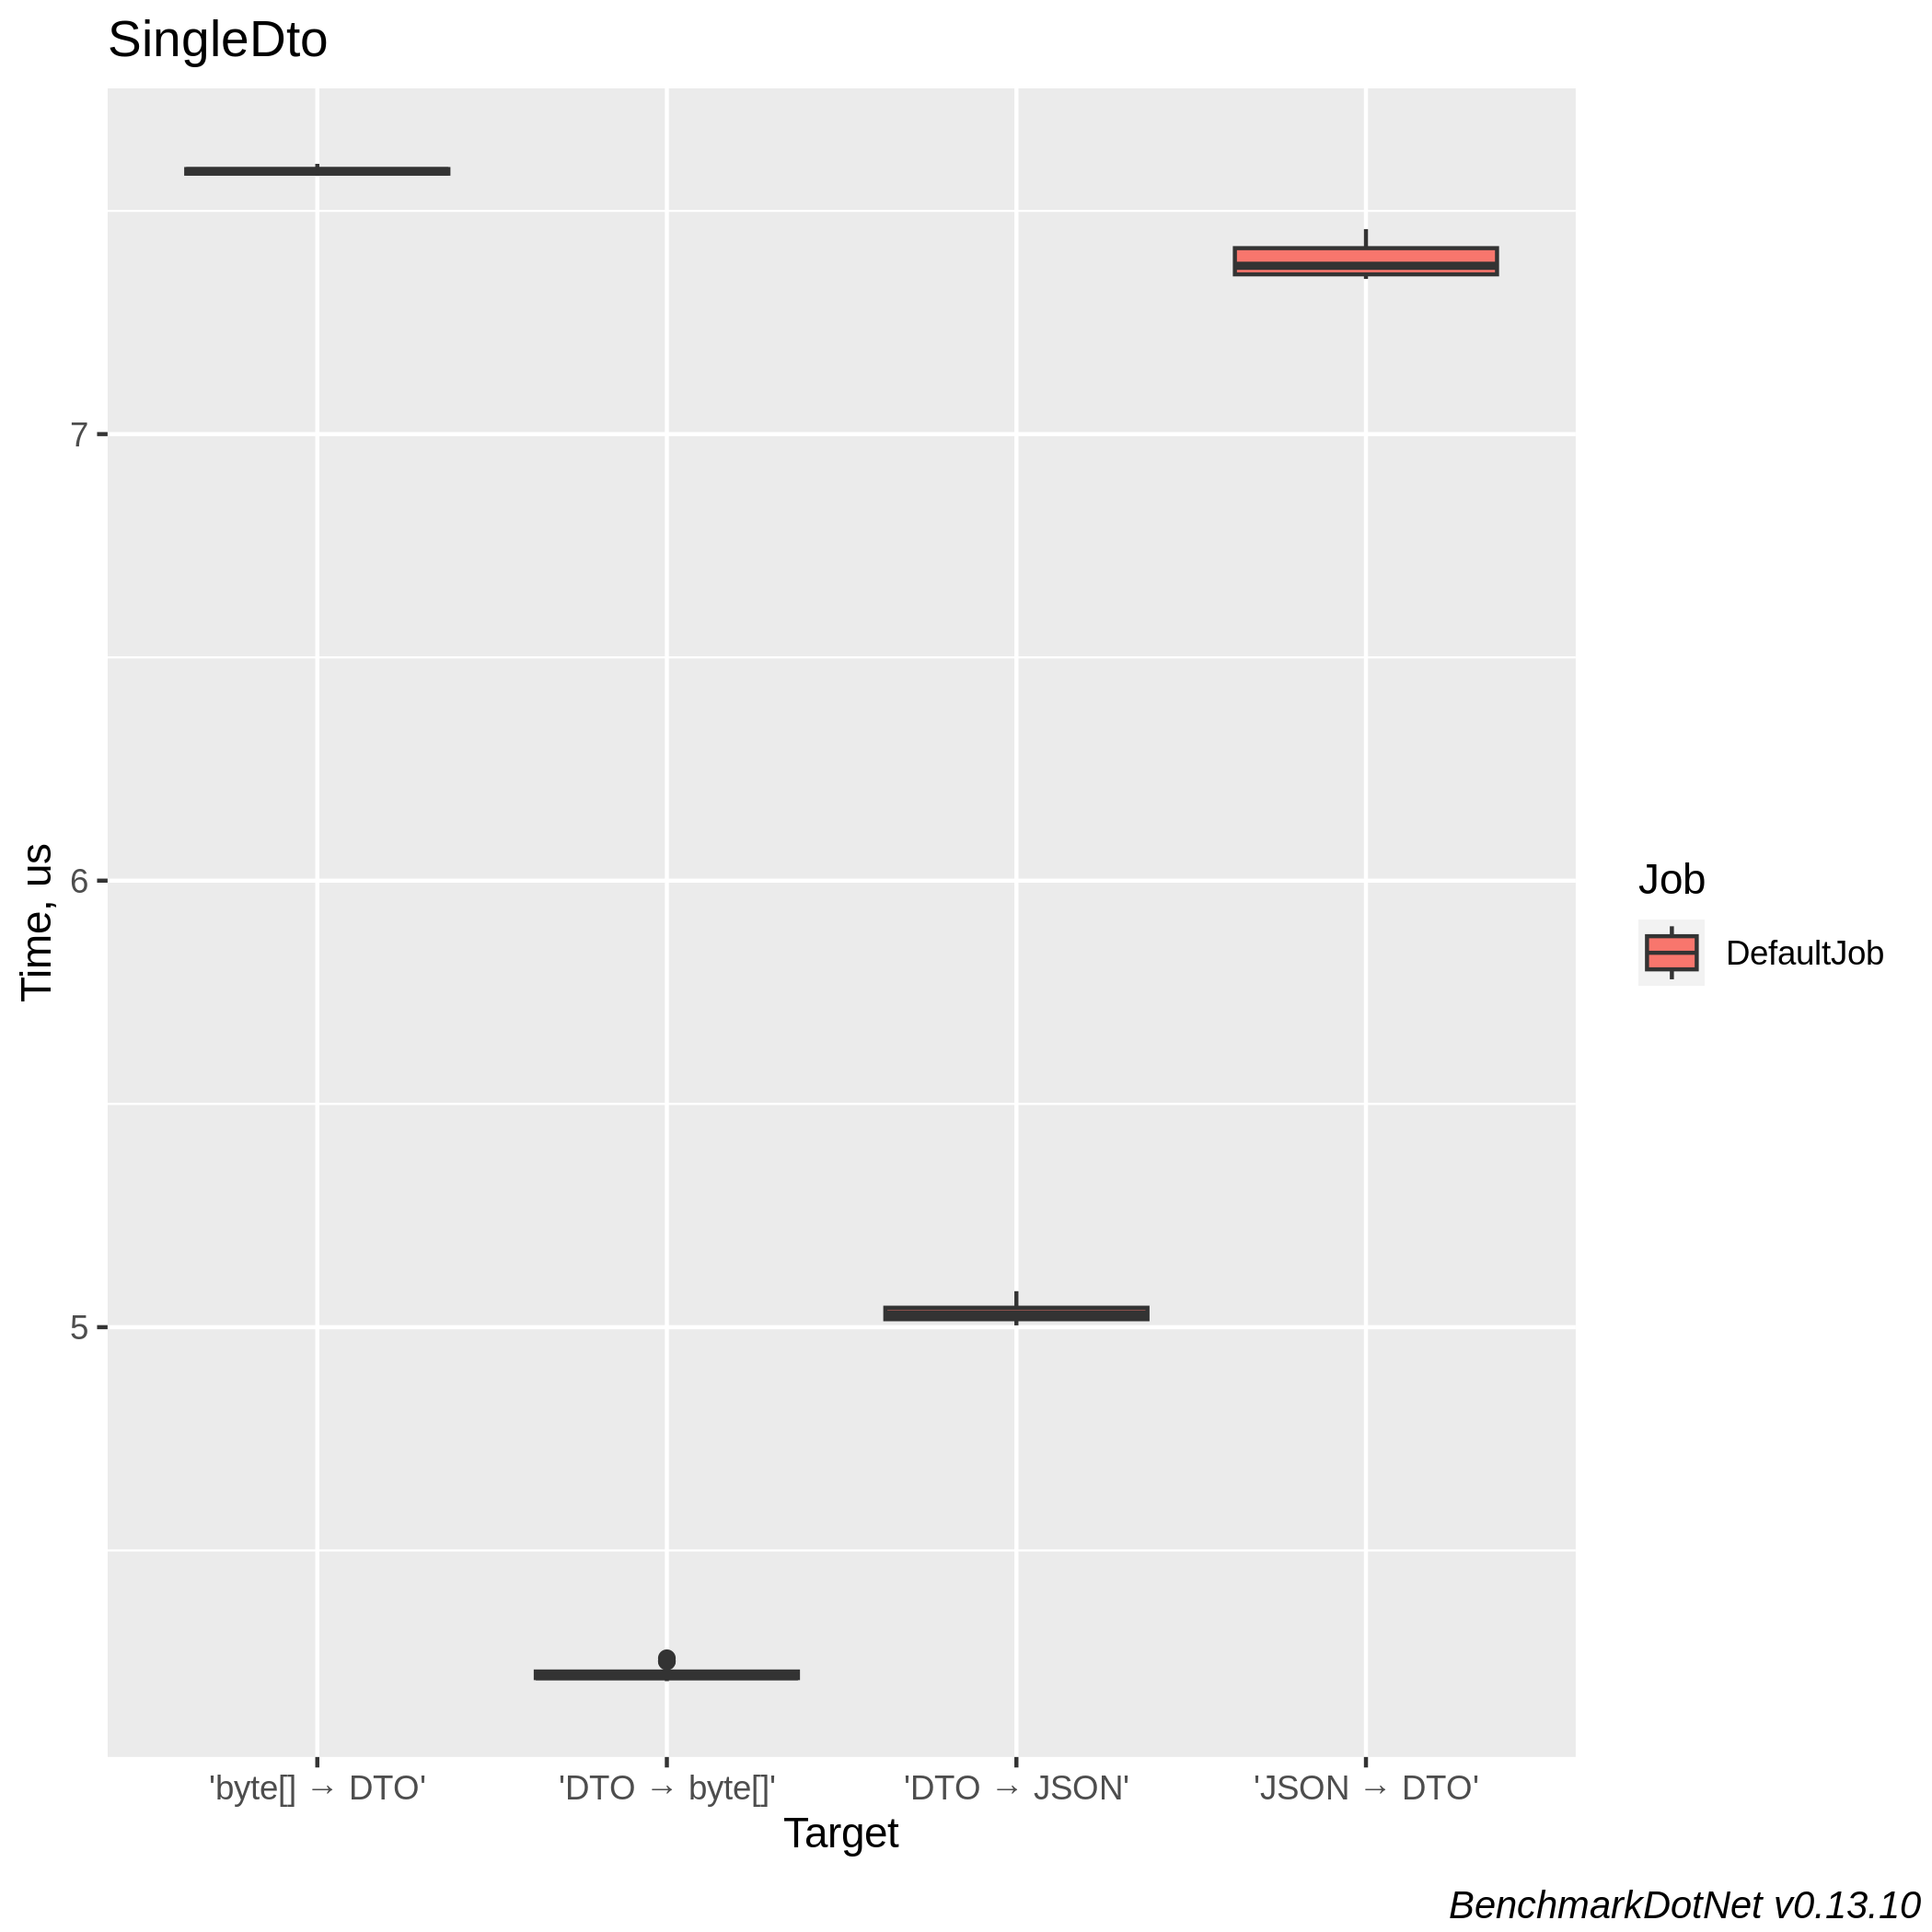 SingleDto
7
6
5
Time, us
'byte[] → DTO'
'DTO → byte[]'
'DTO → JSON'
'JSON → DTO'
Target
Job
DefaultJob
BenchmarkDotNet v0.13.10